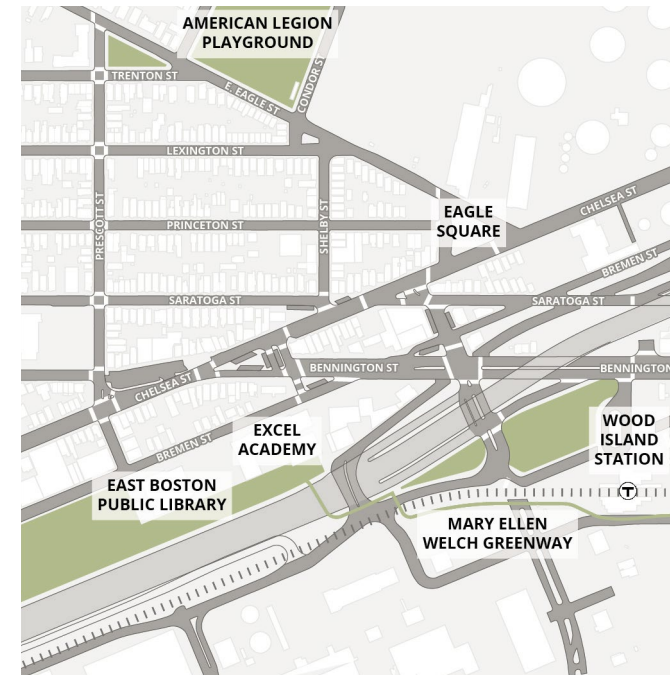 AMERICAN LEGION
PLAYGROUND
TRENTON ST
E. EAGLE ST
CONDOR ST
LEXINGTON ST
PRESCOTT ST
SHELBY ST
PRINCETON ST
EAGLE
SQUARE
CHELSEA ST
BREMEN ST
SARATOGA ST
SARATOGA ST
BENNINGTON ST
BENNINGTON
CHELSEA ST
BREMEN ST
EXCEL
ACADEMY
WOOD
ISLAND
STATION
T
EAST BOSTON
PUBLIC LIBRARY
MARY ELLEN
WELCH GREENWAY